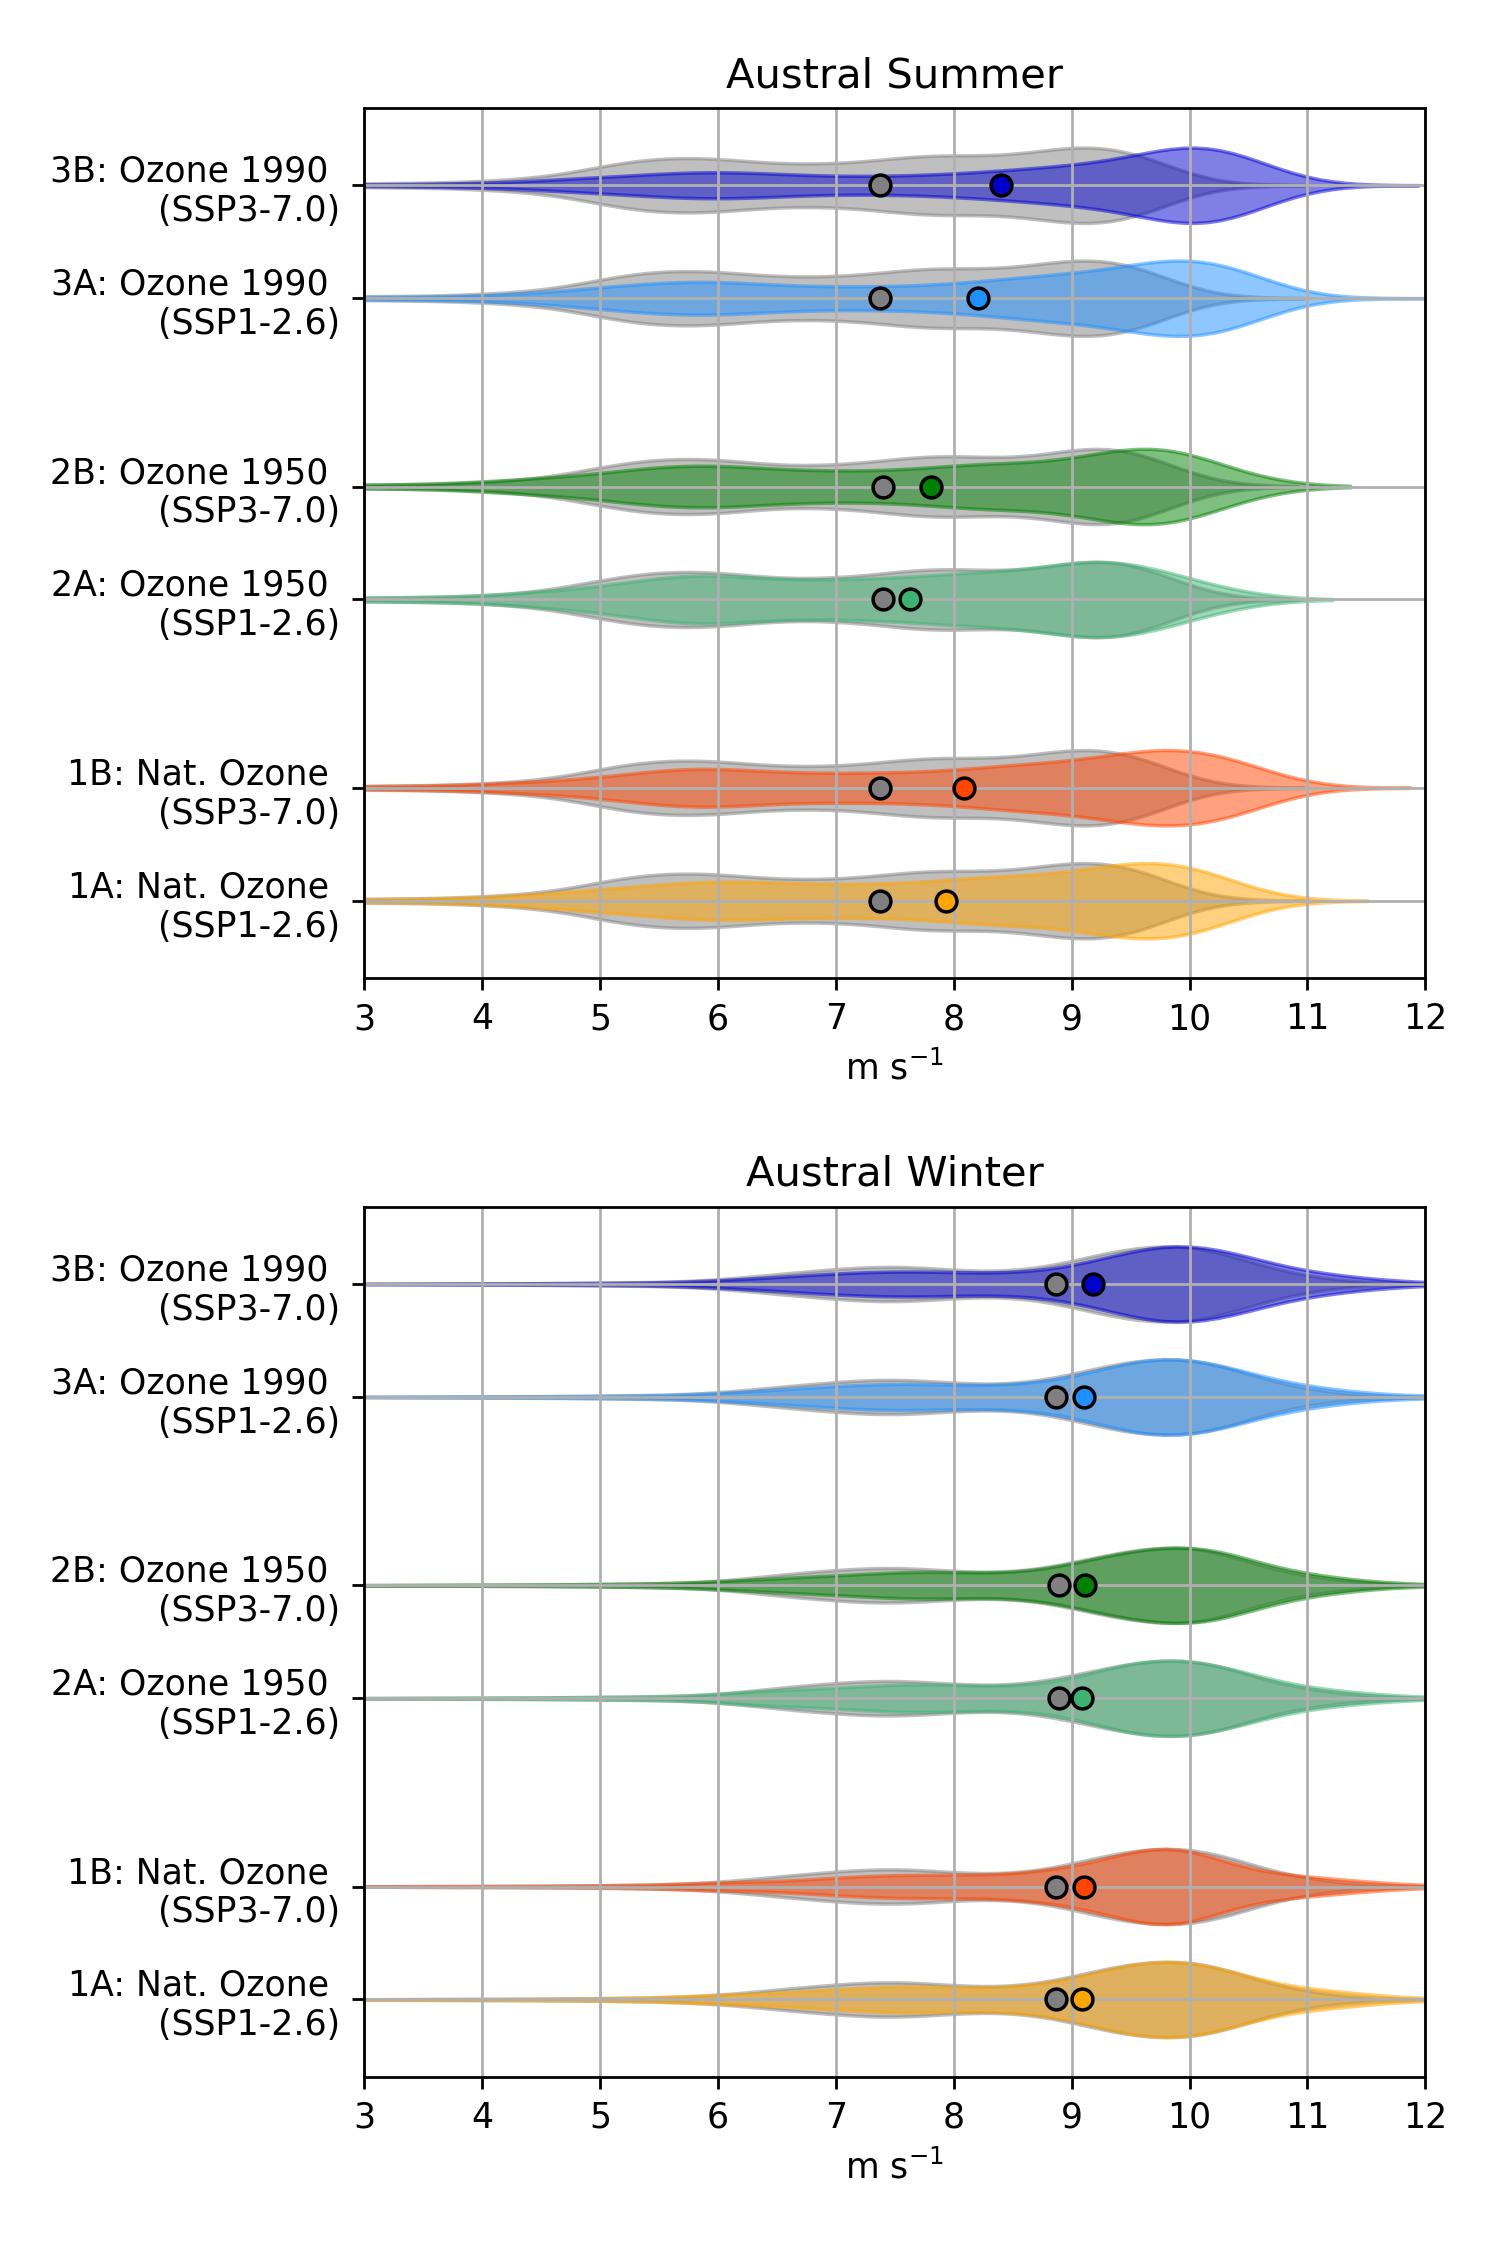 Austral Summer
3B: Ozone 1990
(SSP3-7.0)
3A: Ozone 1990
(SSP1-2.6)
2B: Ozone 1950
(SSP3-7.0)
2A: Ozone 1950
(SSP1-2.6)
1B: Nat. Ozone
(SSP3-7.0)
1A: Nat. Ozone
(SSP1-2.6)
3 4 5 6 7 8 9 10 11 12
m s⁻¹
Austral Winter
3B: Ozone 1990
(SSP3-7.0)
3A: Ozone 1990
(SSP1-2.6)
2B: Ozone 1950
(SSP3-7.0)
2A: Ozone 1950
(SSP1-2.6)
1B: Nat. Ozone
(SSP3-7.0)
1A: Nat. Ozone
(SSP1-2.6)
3 4 5 6 7 8 9 10 11 12
m s⁻¹